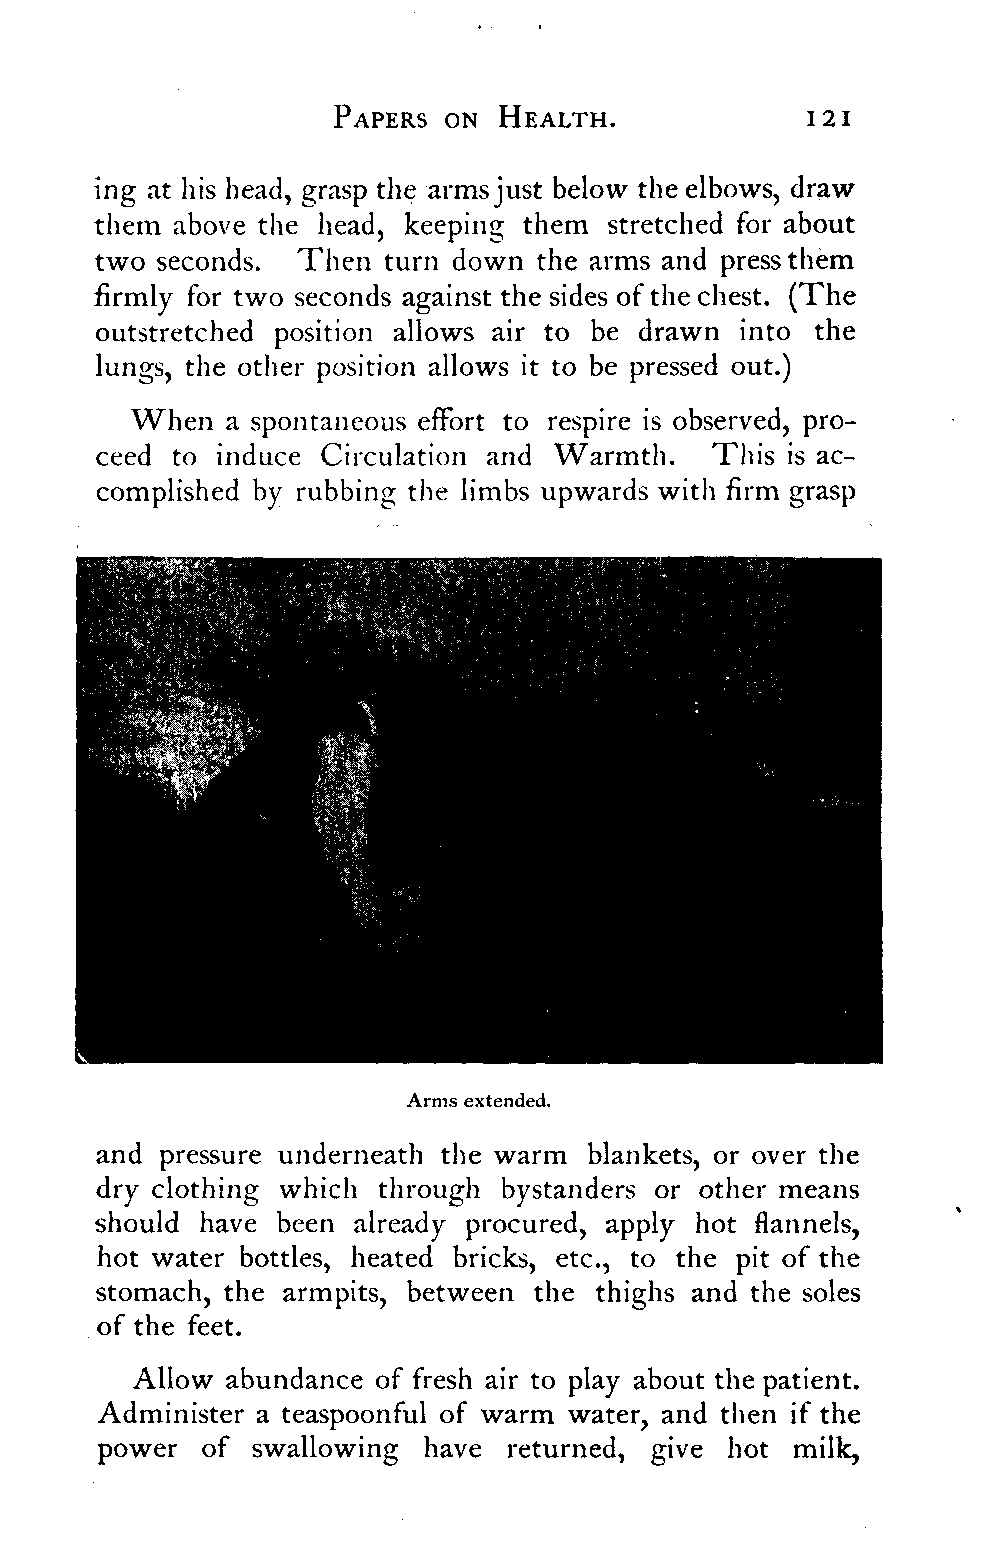 PAPERS ON HEALTH. 121
ing at his head, grasp the arms just below the elbows, draw
them above the head, keeping them stretched for about
two seconds. Then turn down the arms and press them
firmly for two seconds against the sides of the chest. (The
outstretched position allows air to be drawn into the
lungs, the other position allows it to be pressed out.)
When a spontaneous effort to respire is observed, pro-
ceed to induce Circulation and Warmth. This is ac-
complished by rubbing the limbs upwards with firm grasp
Arms extended.
and pressure underneath the warm blankets, or over the
dry clothing which through bystanders or other means
should have been already procured, apply hot flannels,
hot water bottles, heated bricks, etc., to the pit of the
stomach, the armpits, between the thighs and the soles
of the feet.
Allow abundance of fresh air to play about the patient.
Administer a teaspoonful of warm water, and then if the
power of swallowing have returned, give hot milk,